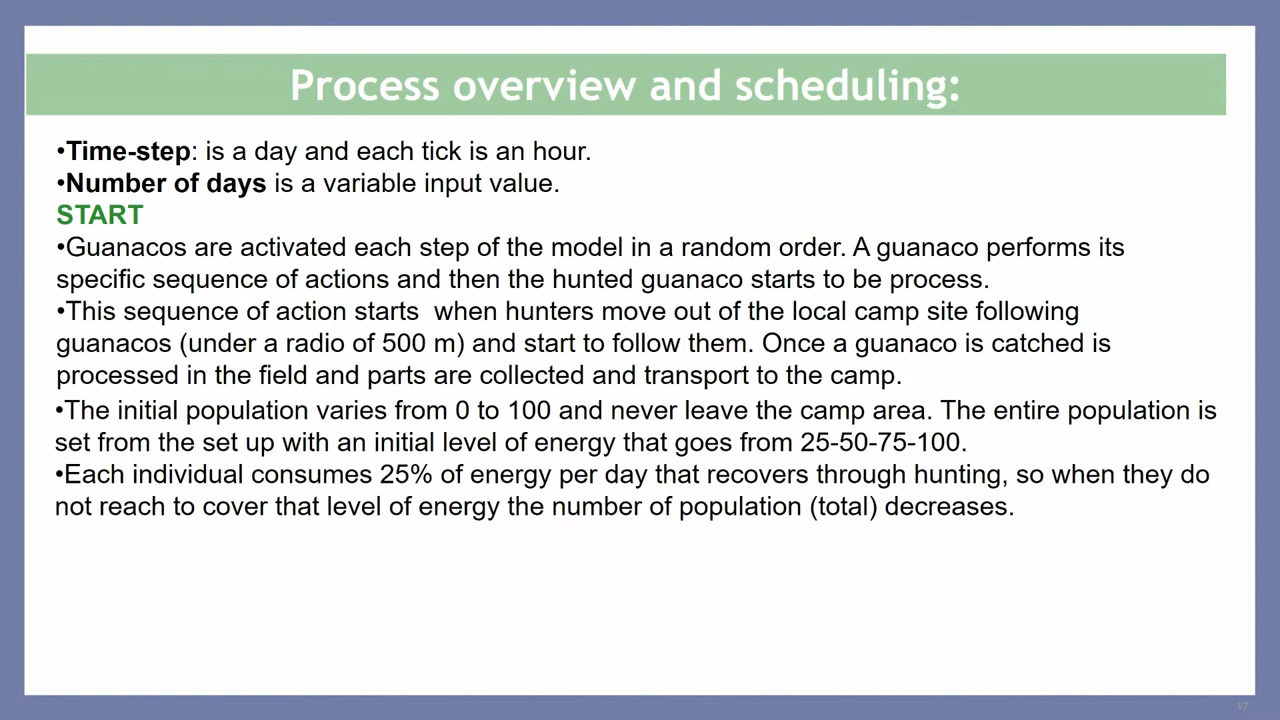 Process overview and scheduling:
•Time-step: is a day and each tick is an hour.
•Number of days is a variable input value.
START
•Guanacos are activated each step of the model in a random order. A guanaco performs its
specific sequence of actions and then the hunted guanaco starts to be process.
•This sequence of action starts  when hunters move out of the local camp site following
guanacos (under a radio of 500 m) and start to follow them. Once a guanaco is catched is
processed in the field and parts are collected and transport to the camp.
•The initial population varies from 0 to 100 and never leave the camp area. The entire population is
set from the set up with an initial level of energy that goes from 25-50-75-100.
•Each individual consumes 25% of energy per day that recovers through hunting, so when they do
not reach to cover that level of energy the number of population (total) decreases.
17